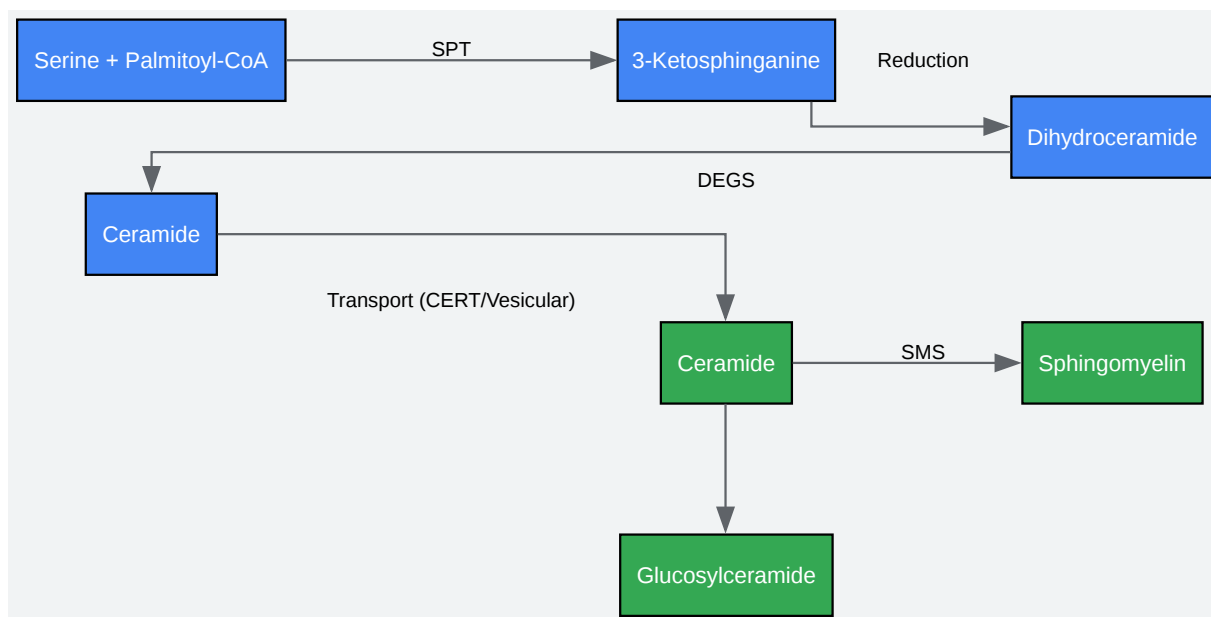 Serine + Palmitoyl-CoA
SPT
3-Ketosphinganine
Reduction
Dihydroceramide
DEGS
Ceramide
Transport (CERT/Vesicular)
Ceramide
SMS
Sphingomyelin
Glucosylceramide